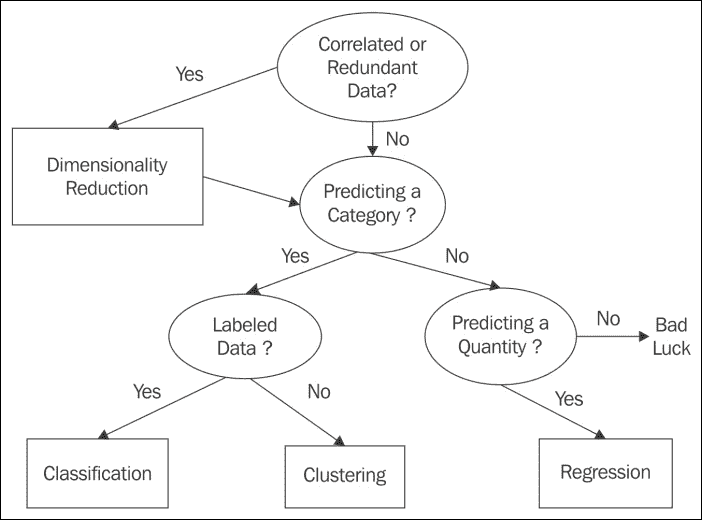 Correlated or
Redundant
Data?
Yes
No
Dimensionality
Reduction
Predicting a
Category ?
Yes
No
Labeled
Data ?
Predicting a
Quantity ?
No
Bad
Luck
Yes
No
Yes
Classification
Clustering
Regression